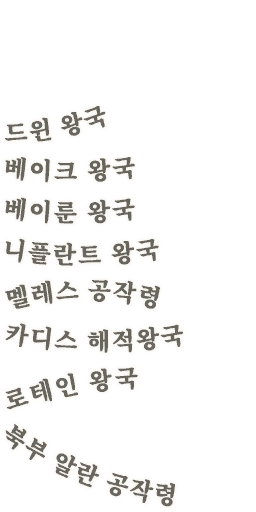 드윈 왕국
베이크 왕국
베이룬 왕국
니플란트 왕국
멜레스 공작령
카디스 해적왕국
로테인 왕국
북부 알란 공작령